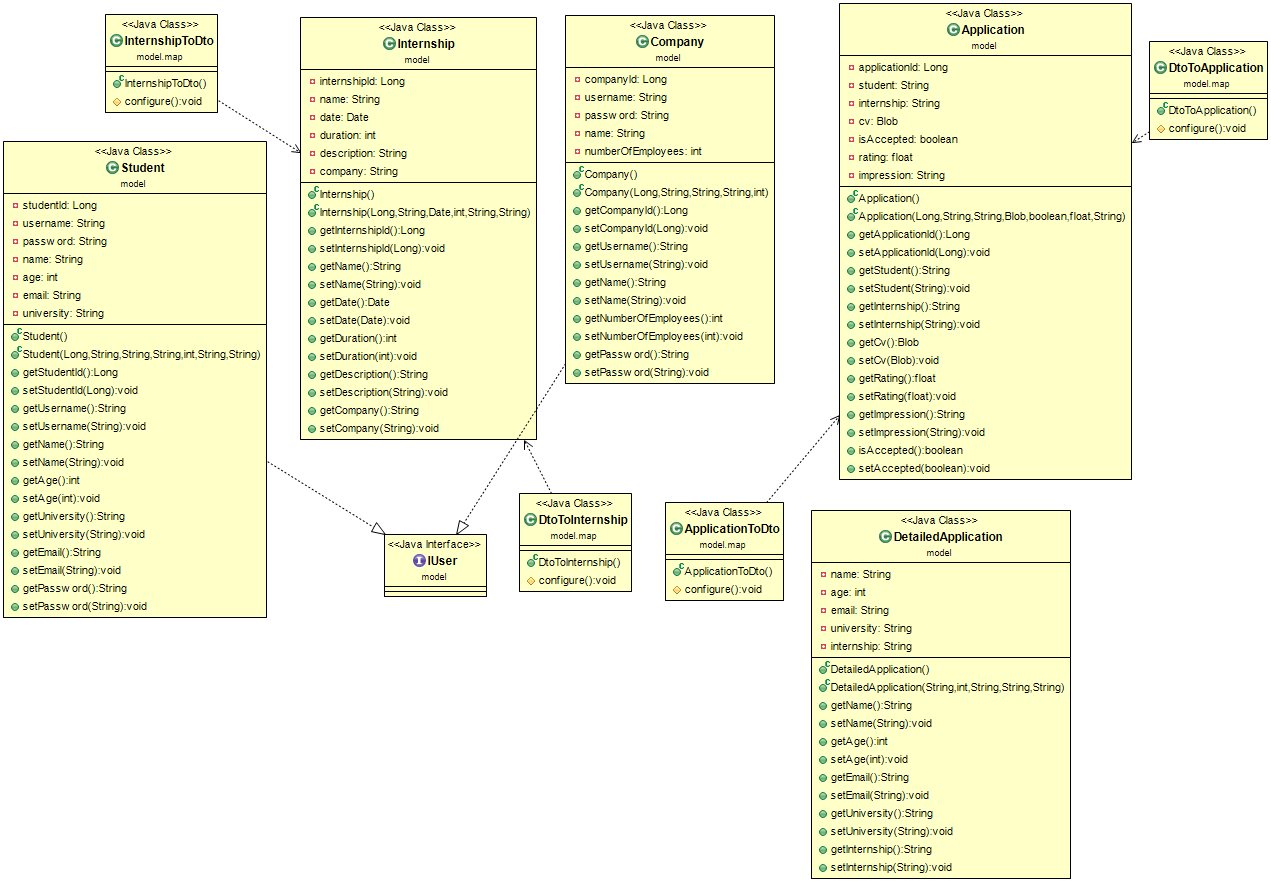 <<Java Class>>
InternshipToDto
model.map
InternshipToDto()
configure():void
<<Java Class>>
Internship
model
internshipId: Long
name: String
date: Date
duration: int
description: String
company: String
Internship()
Internship(Long,String,Date,int,String,String)
getInternshipId():Long
setInternshipId(Long):void
getName():String
setName(String):void
getDate():Date
setDate(Date):void
getDuration():int
setDuration(int):void
getDescription():String
setDescription(String):void
getCompany():String
setCompany(String):void
<<Java Class>>
Company
model
companyId: Long
username: String
password: String
name: String
numberOfEmployees: int
Company()
Company(Long,String,String,String,int)
getCompanyId():Long
setCompanyId(Long):void
getUsername():String
setUsername(String):void
getName():String
setName(String):void
getNumberOfEmployees():int
setNumberOfEmployees(int):void
getPassword():String
setPassword(String):void
<<Java Class>>
Application
model
applicationId: Long
student: String
internship: String
cv: Blob
isAccepted: boolean
rating: float
impression: String
Application()
Application(Long,String,String,Blob,boolean,float,String)
getApplicationId():Long
setApplicationId(Long):void
getStudent():String
setStudent(String):void
getInternship():String
setInternship(String):void
getCv():Blob
setCv(Blob):void
getRating():float
setRating(float):void
getImpression():String
setImpression(String):void
isAccepted():boolean
setAccepted(boolean):void
<<Java Class>>
DtoToApplication
model.map
DtoToApplication()
configure():void
<<Java Class>>
Student
model
studentId: Long
username: String
password: String
name: String
age: int
email: String
university: String
Student()
Student(Long,String,String,String,int,String,String)
getStudentId():Long
setStudentId(Long):void
getUsername():String
setUsername(String):void
getName():String
setName(String):void
getAge():int
setAge(int):void
getUniversity():String
setUniversity(String):void
getEmail():String
setEmail(String):void
getPassword():String
setPassword(String):void
<<Java Interface>>
IUser
model
<<Java Class>>
DtoToInternship
model.map
DtoToInternship()
configure():void
<<Java Class>>
ApplicationToDto
model.map
ApplicationToDto()
configure():void
<<Java Class>>
DetailedApplication
model
name: String
age: int
email: String
university: String
internship: String
DetailedApplication()
DetailedApplication(String,int,String,String,String)
getName():String
setName(String):void
getAge():int
setAge(int):void
getEmail():String
setEmail(String):void
getUniversity():String
setUniversity(String):void
getInternship():String
setInternship(String):void